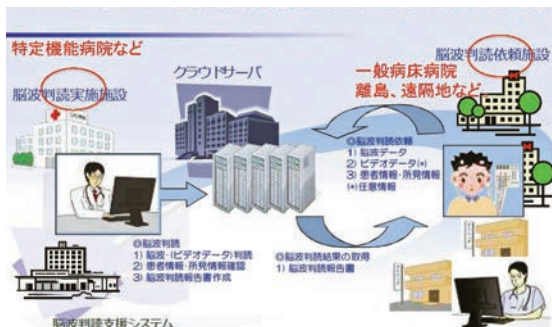 特定機能病院など
脳波判読実施施設
クラウドサーバ
脳波判読依頼施設
一般病床病院
離島、遠隔地など
◎脳波判読依頼
1) 脳波データ
2) ビデオデータ(*)
3) 患者情報・所見情報
(*)任意情報
◎脳波判読
1) 脳波・(ビデオデータ)判読
2) 患者情報・所見情報確認
3) 脳波判読報告書作成
◎脳波判読結果の取得
1) 脳波判読報告書
脳波判読支援システム